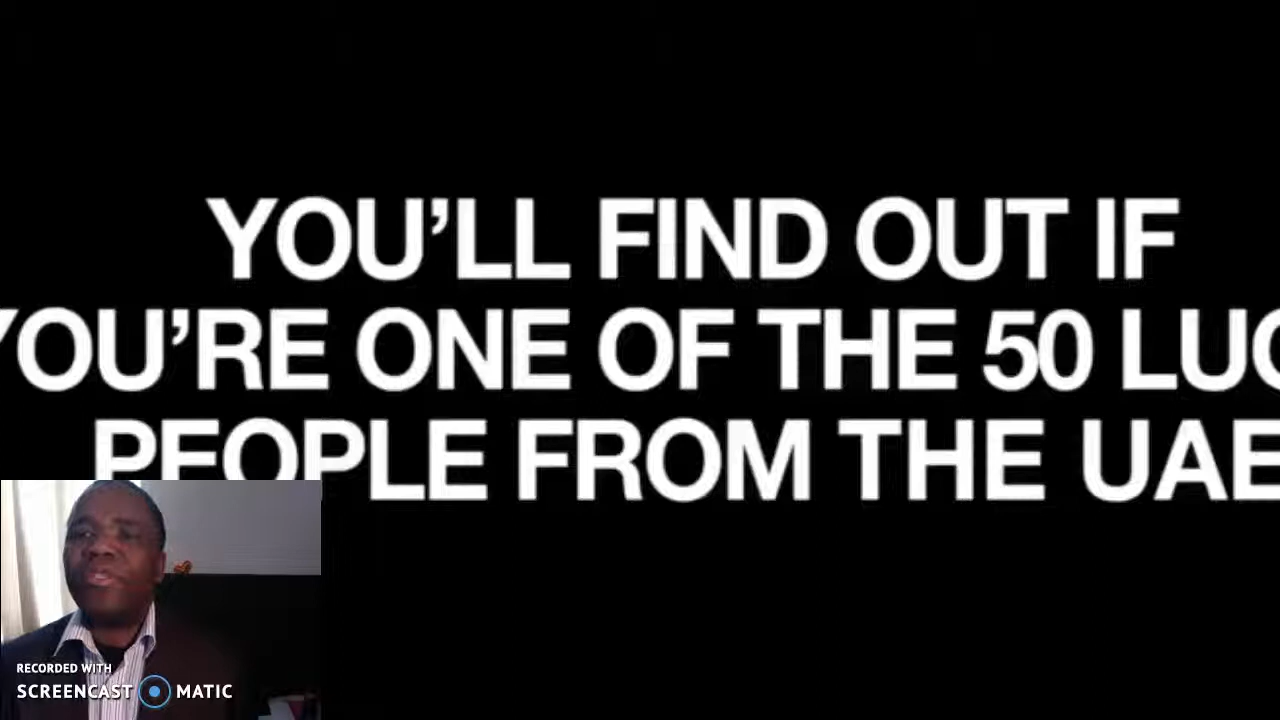 YOU'LL FIND OUT IF
YOU'RE ONE OF THE 50 LUC
PEOPLE FROM THE UAE
RECORDED WITH
SCREENCAST MATIC